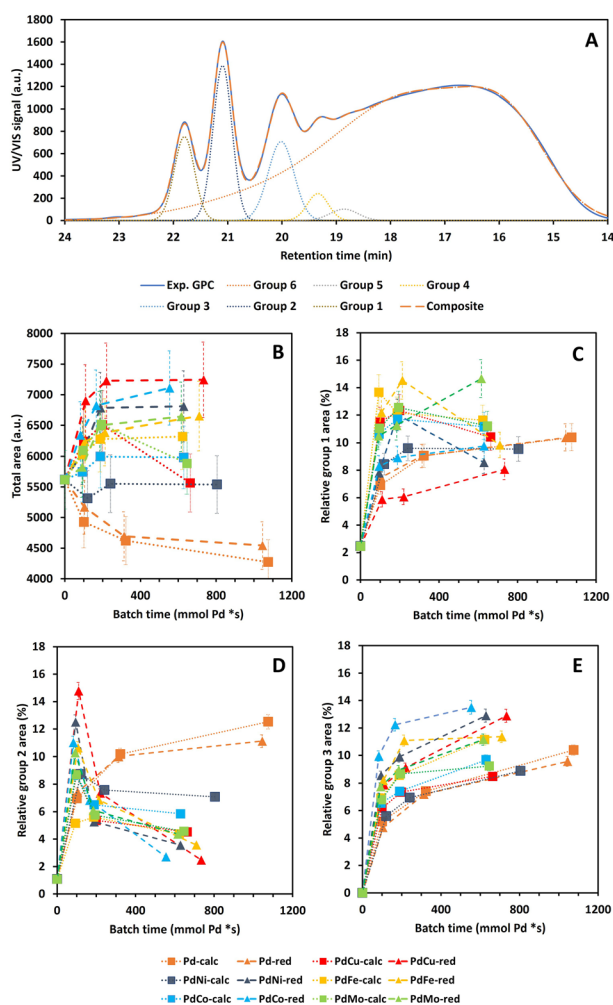 A
UV/VIS signal (a.u.)
1800
1600
1400
1200
1000
800
600
400
200
0
24 23 22 21 20 19 18 17 16 15 14
Retention time (min)
Exp. GPC Group 6 Group 5 Group 4
Group 3 Group 2 Group 1 Composite
B
Total area (a.u.)
8000
7500
7000
6500
6000
5500
5000
4500
4000
0 400 800 1200
Batch time (mmol Pd *s)
C
Relative group 1 area (%)
18
16
14
12
10
8
6
4
2
0
0 400 800 1200
Batch time (mmol Pd *s)
D
Relative group 2 area (%)
18
16
14
12
10
8
6
4
2
0
0 400 800 1200
Batch time (mmol Pd *s)
E
Relative group 3 area (%)
18
16
14
12
10
8
6
4
2
0
0 400 800 1200
Batch time (mmol Pd *s)
Pd-calc Pd-red PdCu-calc PdCu-red
PdNi-calc PdNi-red PdFe-calc PdFe-red
PdCo-calc PdCo-red PdMo-calc PdMo-red